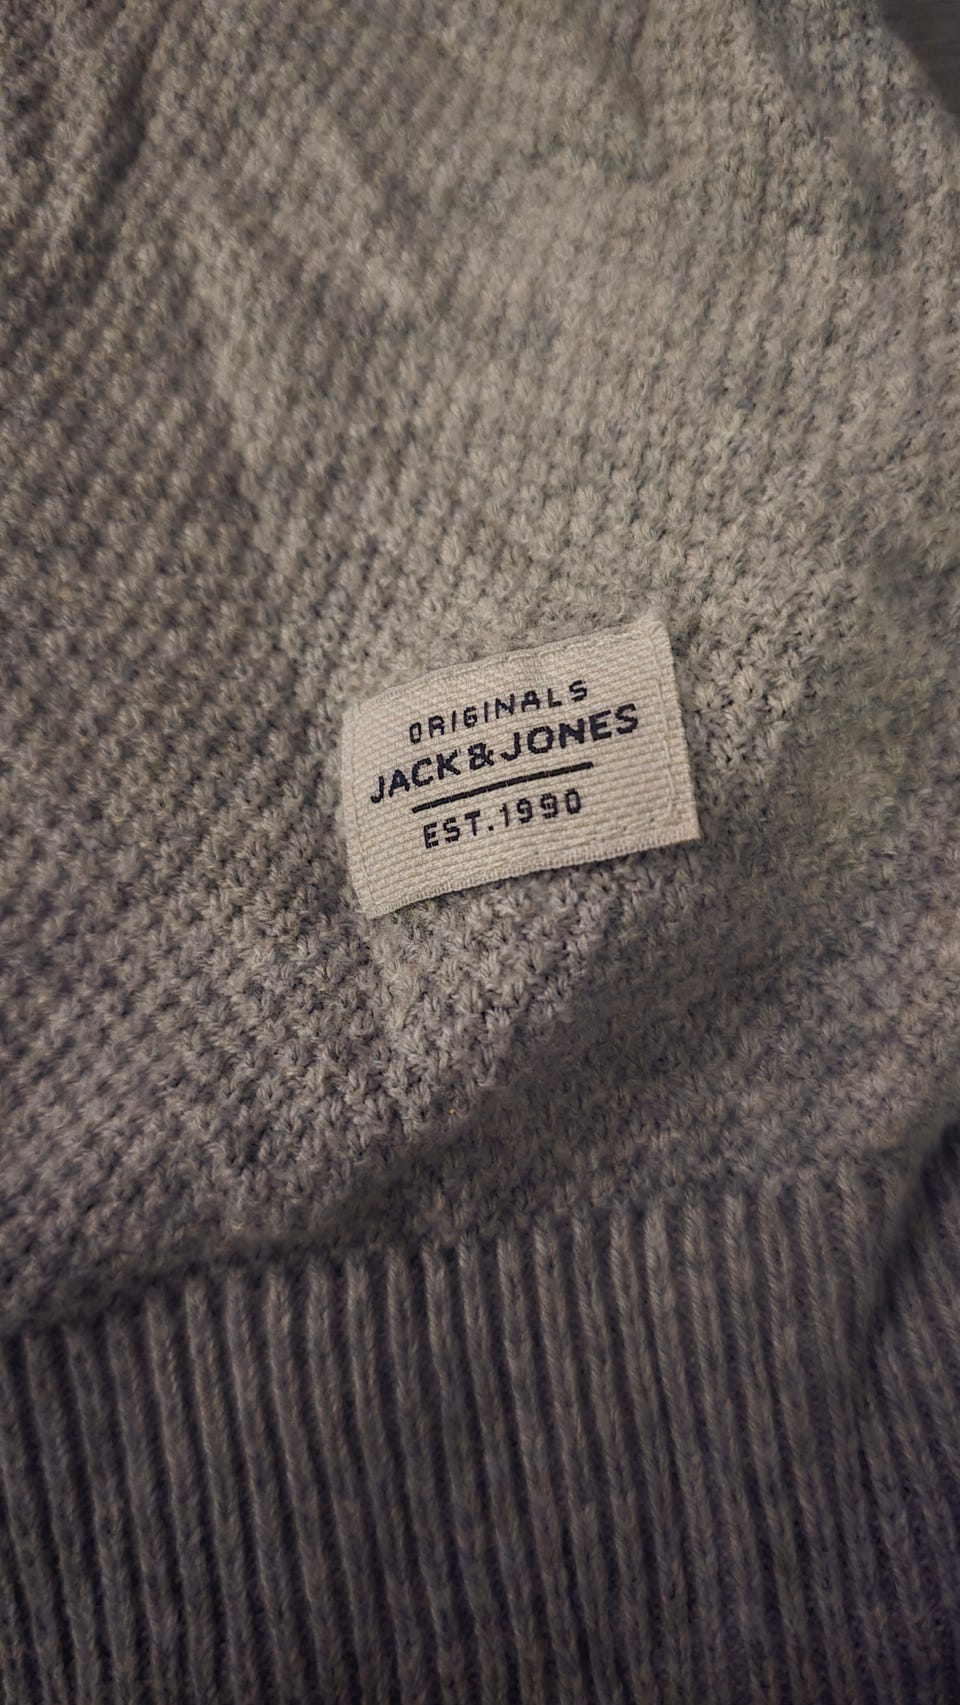 ORIGINALS
JACK & JONES
EST. 1990